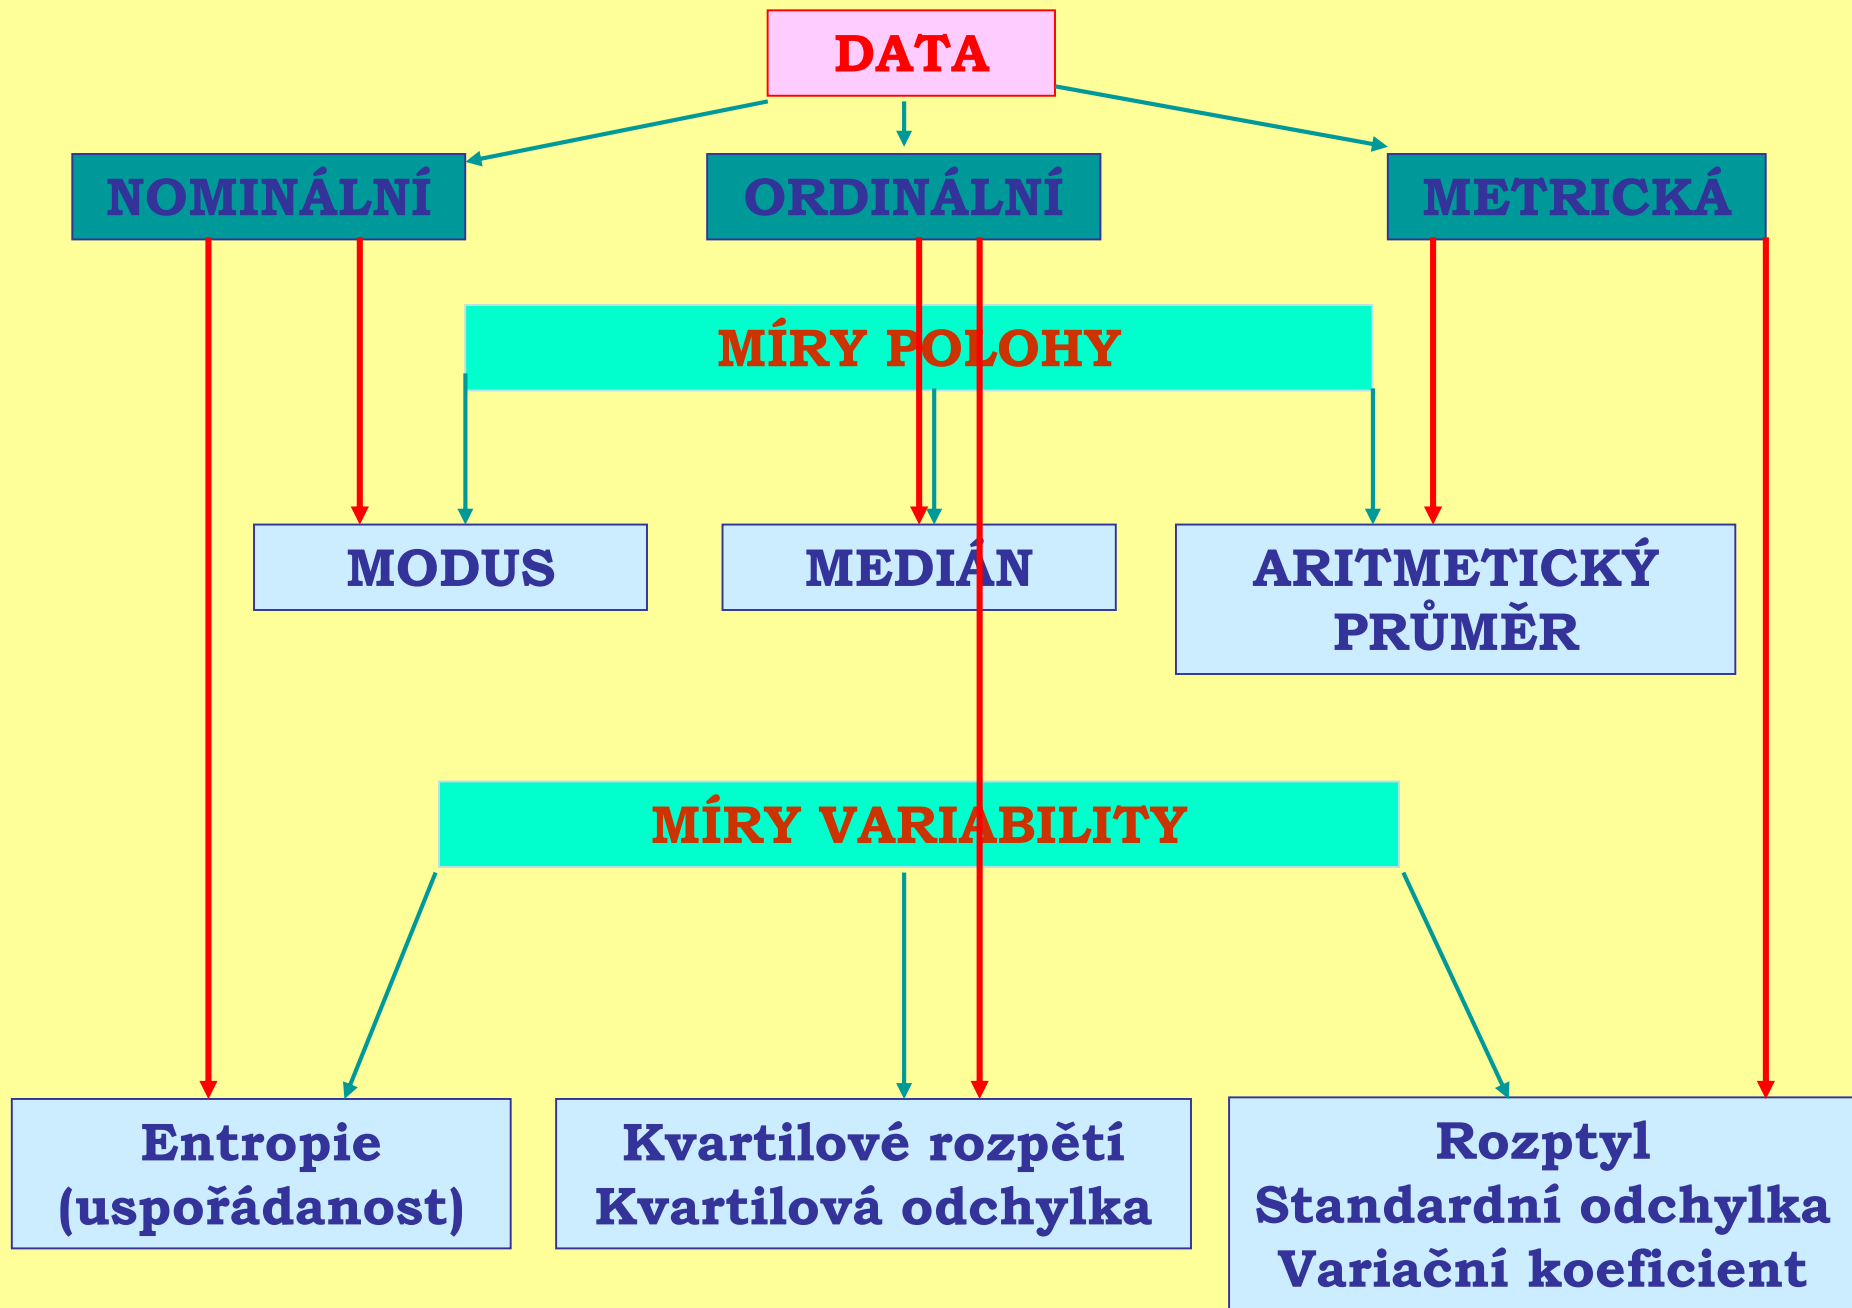 DATA
NOMINÁLNÍ
ORDINÁLNÍ
METRICKÁ
MÍRY POLOHY
MODUS
MEDIÁN
ARITMETICKÝ
PRŮMĚR
MÍRY VARIABILITY
Entropie
(uspořádanost)
Kvartilové rozpětí
Kvartilová odchylka
Rozptyl
Standardní odchylka
Variační koeficient